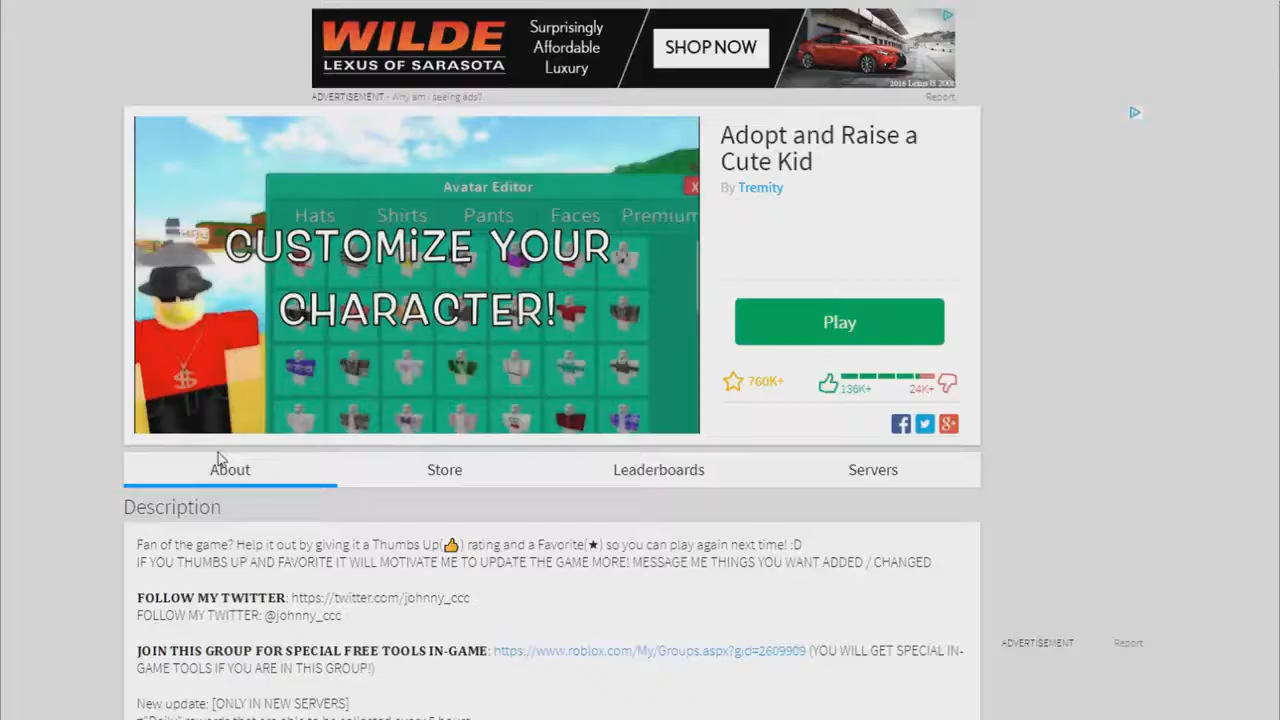 WILDE
LEXUS OF SARASOTA
Surprisingly
Affordable
Luxury
SHOP NOW
2016 Lexus IS 200t
ADVERTISEMENT - Why am I seeing ads?
Report
Adopt and Raise a
Cute Kid
By Tremity
Avatar Editor
X
Hats Shirts Pants Faces Premium
CUSTOMiZE YOUR
CHARACTER!
$
Play
760K+
136K+ 24K+
About Store Leaderboards Servers
Description
Fan of the game? Help it out by giving it a Thumbs Up(👍) rating and a Favorite(★) so you can play again next time! :D
IF YOU THUMBS UP AND FAVORITE IT WILL MOTIVATE ME TO UPDATE THE GAME MORE! MESSAGE ME THINGS YOU WANT ADDED / CHANGED
FOLLOW MY TWITTER: https://twitter.com/johnny_ccc
FOLLOW MY TWITTER: @johnny_ccc
JOIN THIS GROUP FOR SPECIAL FREE TOOLS IN-GAME: https://www.roblox.com/My/Groups.aspx?gid=2609909 (YOU WILL GET SPECIAL IN-
GAME TOOLS IF YOU ARE IN THIS GROUP!)
ADVERTISEMENT Report
New update: [ONLY IN NEW SERVERS]